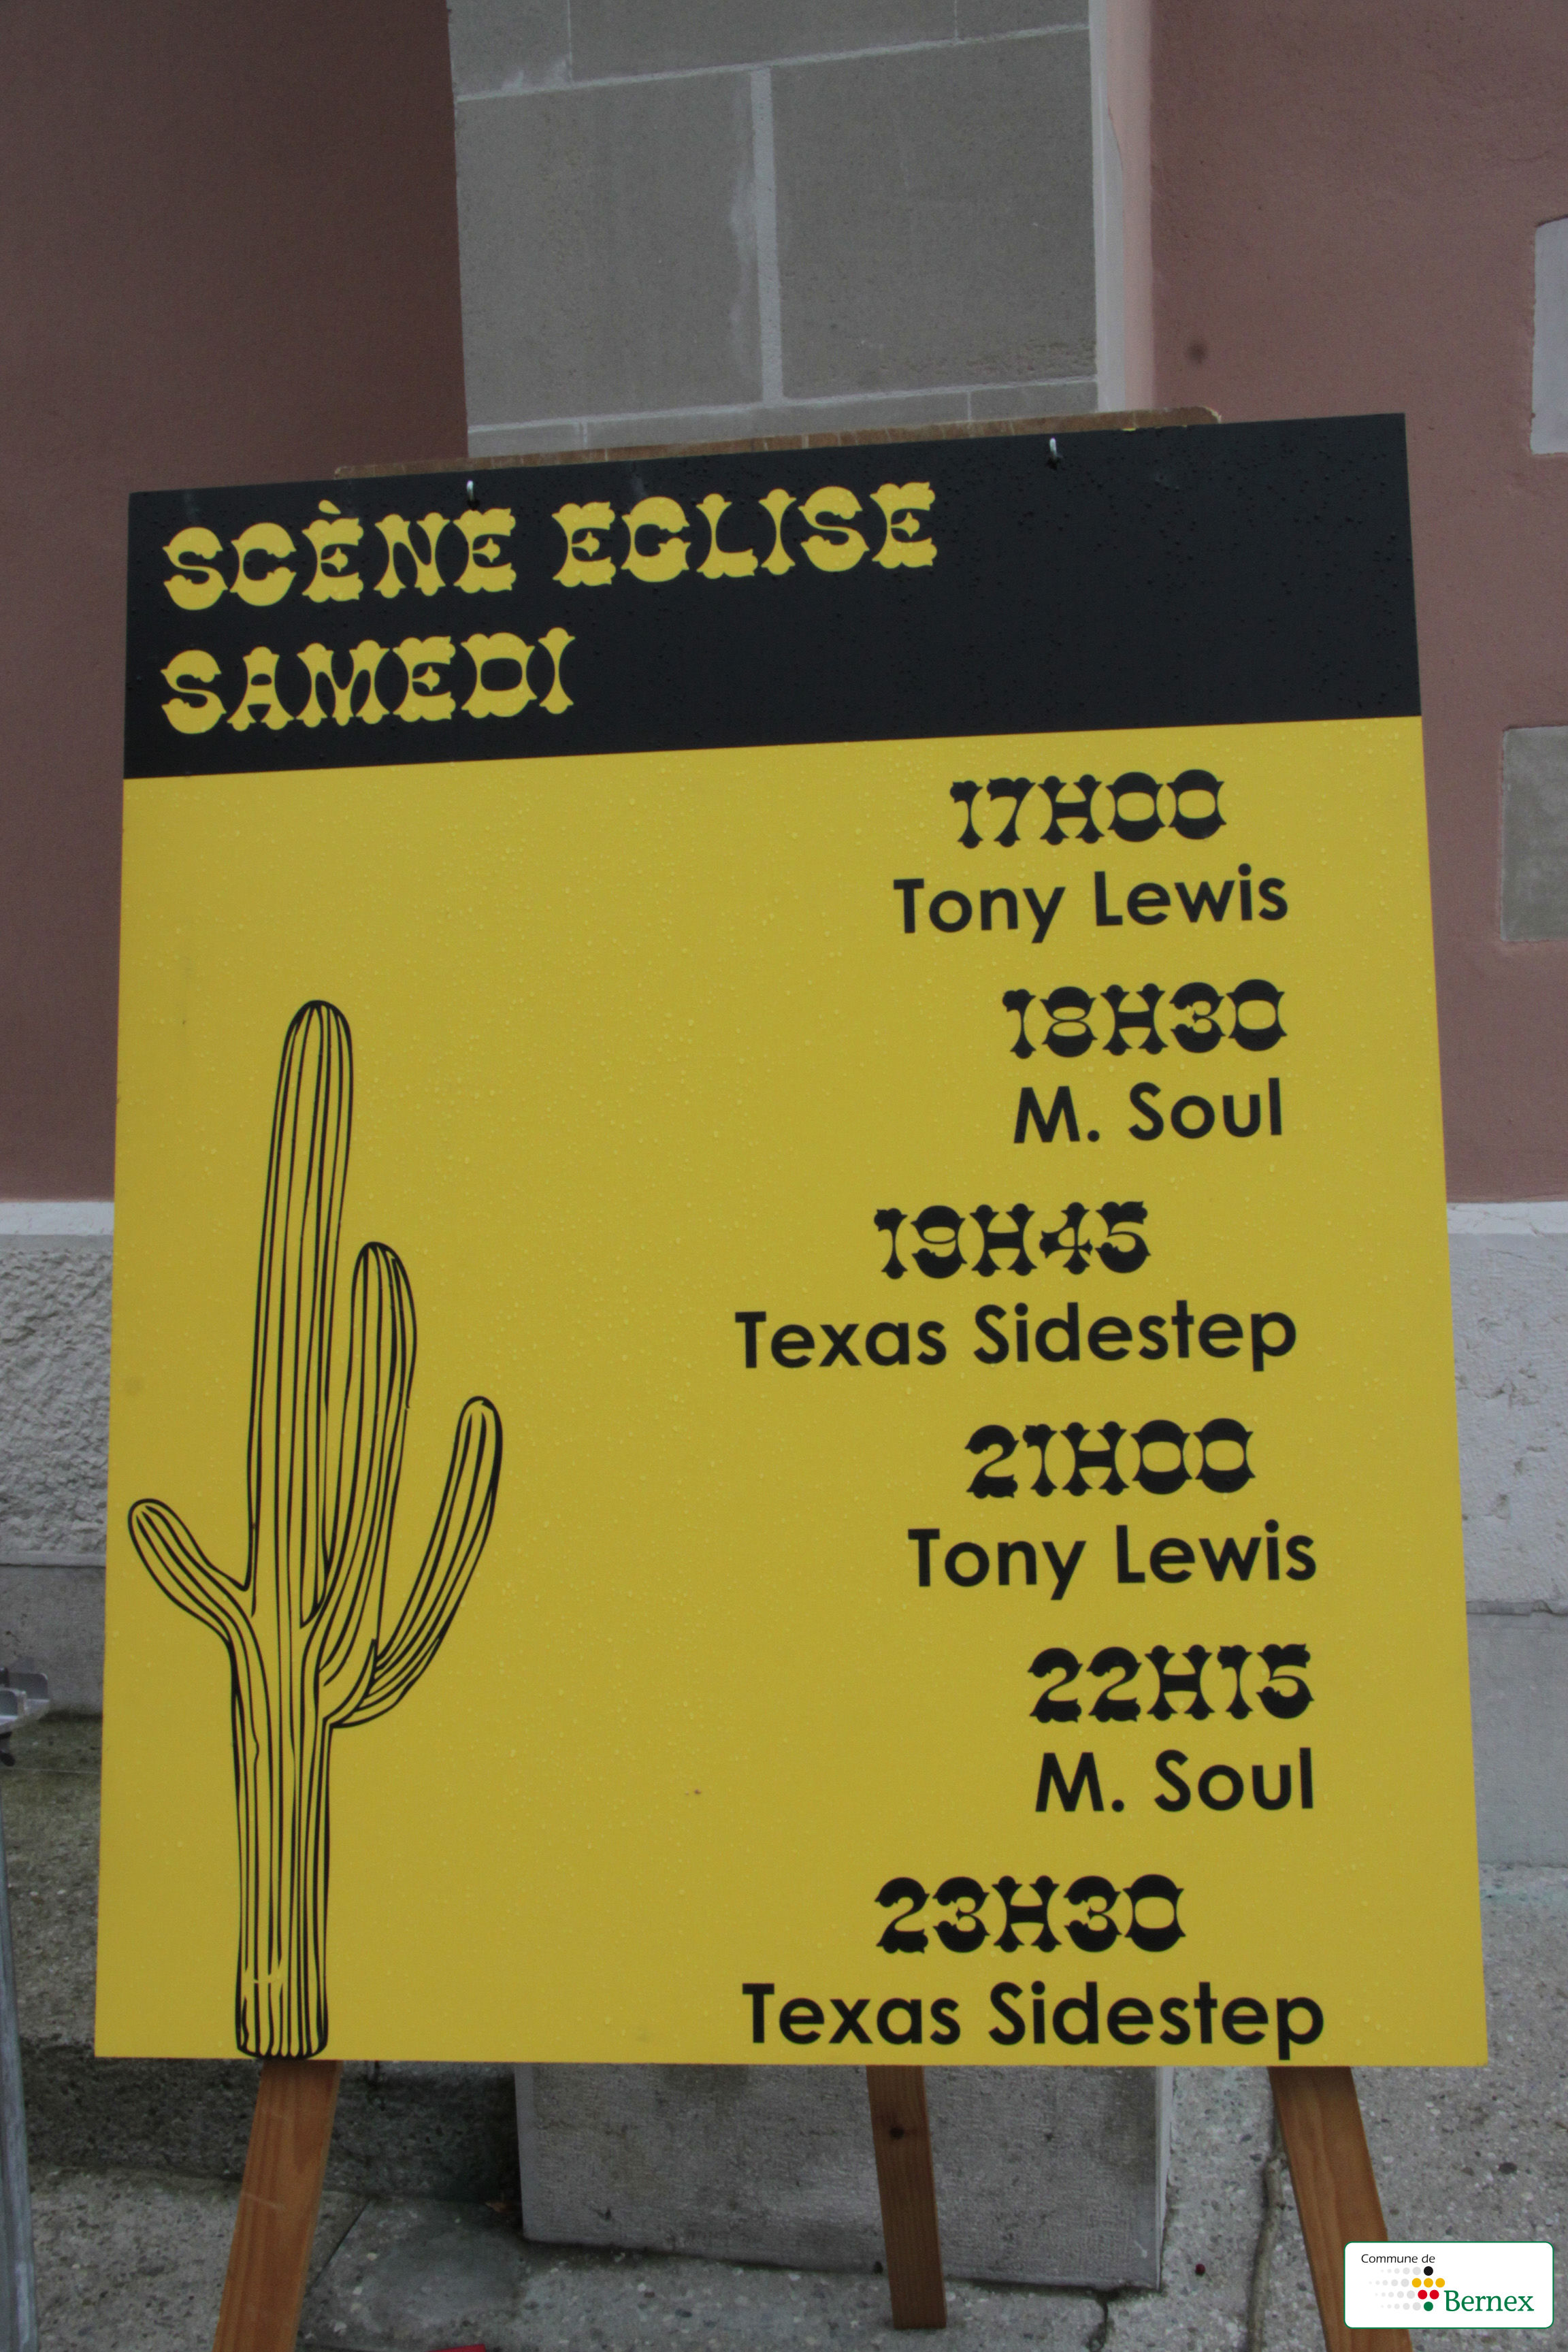 SCÈNE EGLISE
SAMEDI
17H00
Tony Lewis
18H30
M. Soul
19H45
Texas Sidestep
21H00
Tony Lewis
22H15
M. Soul
23H30
Texas Sidestep
Commune de
Bernex